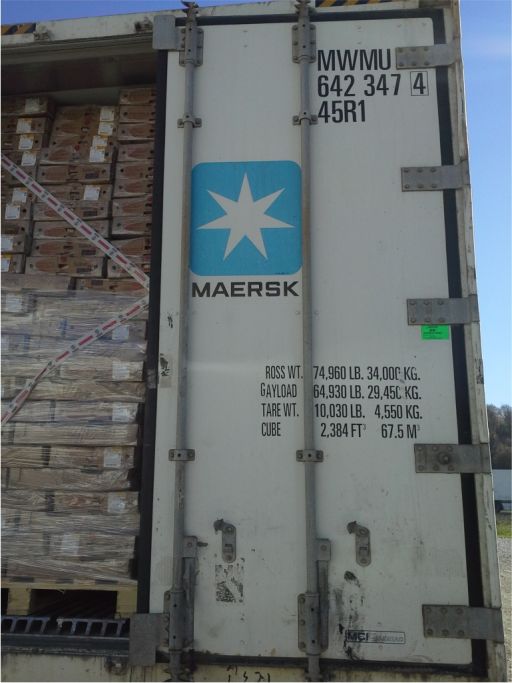 MWMU
642 347 4
45R1
MAERSK
ROSS WT. 74,960 LB. 34,000 KG.
GAYLOAD 64,930 LB. 29,450 KG.
TARE WT. 10,030 LB. 4,550 KG.
CUBE 2,384 FT³ 67.5 M³
MCI